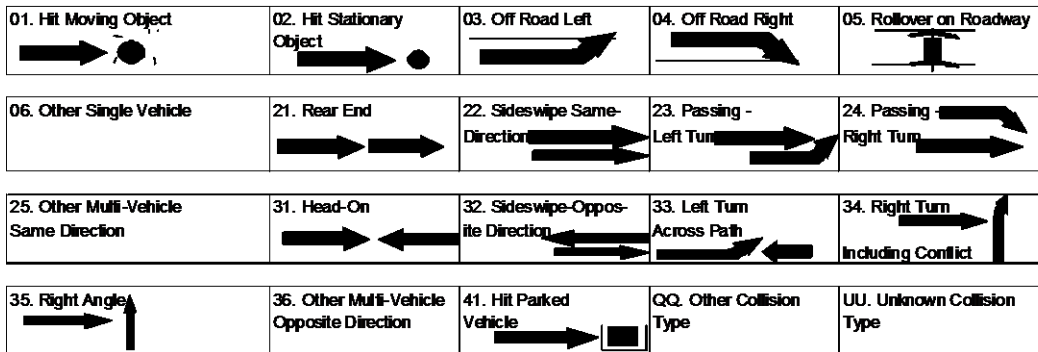 01. Hit Moving Object
02. Hit Stationary
Object
03. Off Road Left
04. Off Road Right
05. Rollover on Roadway
06. Other Single Vehicle
21. Rear End
22. Sideswipe Same-
Direction
23. Passing -
Left Turn
24. Passing -
Right Turn
25. Other Multi-Vehicle
Same Direction
31. Head-On
32. Sideswipe-Oppos-
ite Direction
33. Left Turn
Across Path
34. Right Turn
Including Conflict
35. Right Angle
36. Other Multi-Vehicle
Opposite Direction
41. Hit Parked
Vehicle
QQ. Other Collision
Type
UU. Unknown Collision
Type